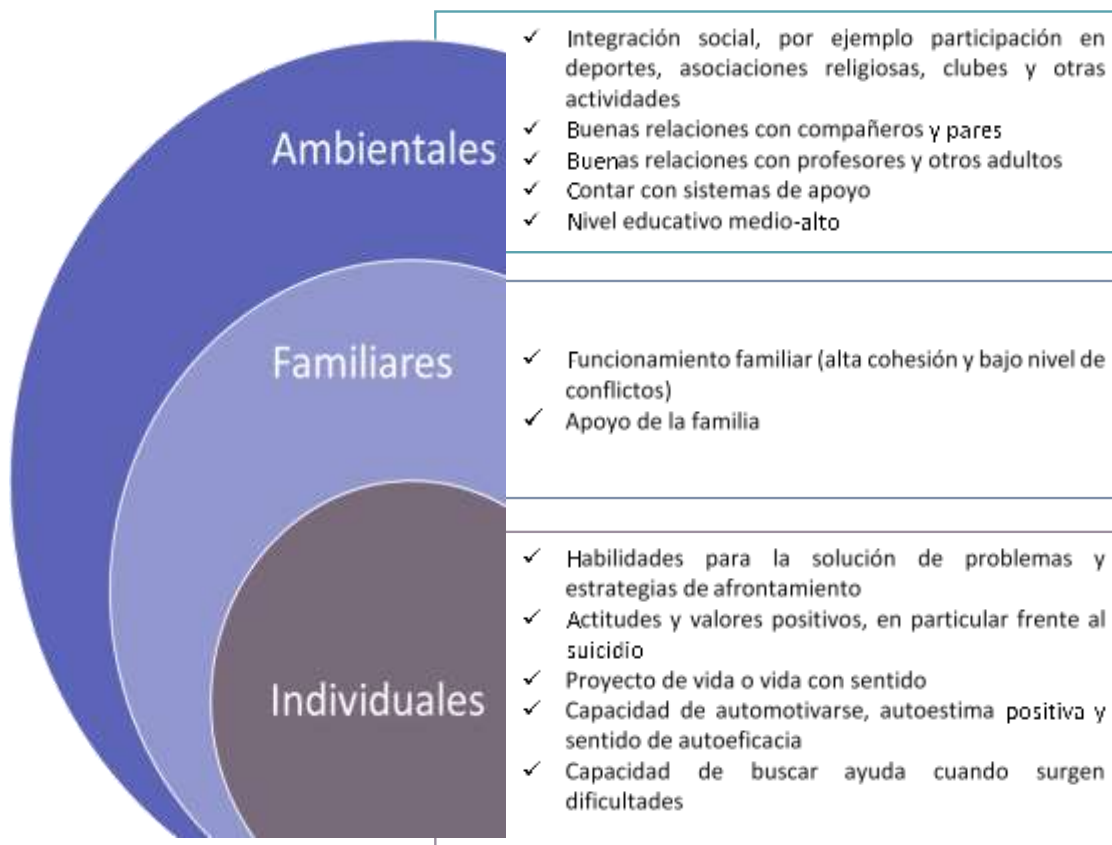 Ambientales
✓ Integración social, por ejemplo participación en
deportes, asociaciones religiosas, clubes y otras
actividades
✓ Buenas relaciones con compañeros y pares
✓ Buenas relaciones con profesores y otros adultos
✓ Contar con sistemas de apoyo
✓ Nivel educativo medio-alto
Familiares
✓ Funcionamiento familiar (alta cohesión y bajo nivel de
conflictos)
✓ Apoyo de la familia
Individuales
✓ Habilidades para la solución de problemas y
estrategias de afrontamiento
✓ Actitudes y valores positivos, en particular frente al
suicidio
✓ Proyecto de vida o vida con sentido
✓ Capacidad de automotivarse, autoestima positiva y
sentido de autoeficacia
✓ Capacidad de buscar ayuda cuando surgen
dificultades